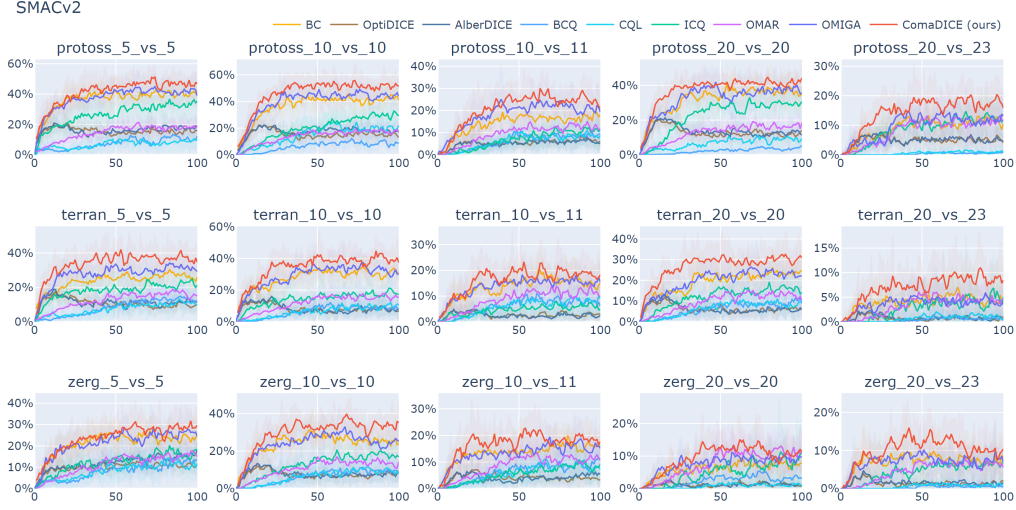 SMACv2
BC OptiDICE AlberDICE BCQ CQL ICQ OMAR OMIGA ComaDICE (ours)
protoss_5_vs_5 protoss_10_vs_10 protoss_10_vs_11 protoss_20_vs_20 protoss_20_vs_23
60% 40% 20% 0% 0 50 100
60% 40% 20% 0% 0 50 100
40% 30% 20% 10% 0% 0 50 100
40% 20% 0% 0 50 100
30% 20% 10% 0% 0 50 100
terran_5_vs_5 terran_10_vs_10 terran_10_vs_11 terran_20_vs_20 terran_20_vs_23
40% 20% 0% 0 50 100
60% 40% 20% 0% 0 50 100
30% 20% 10% 0% 0 50 100
40% 30% 20% 10% 0% 0 50 100
15% 10% 5% 0% 0 50 100
zerg_5_vs_5 zerg_10_vs_10 zerg_10_vs_11 zerg_20_vs_20 zerg_20_vs_23
40% 30% 20% 10% 0% 0 50 100
40% 20% 0% 0 50 100
30% 20% 10% 0% 0 50 100
20% 10% 0% 0 50 100
20% 10% 0% 0 50 100